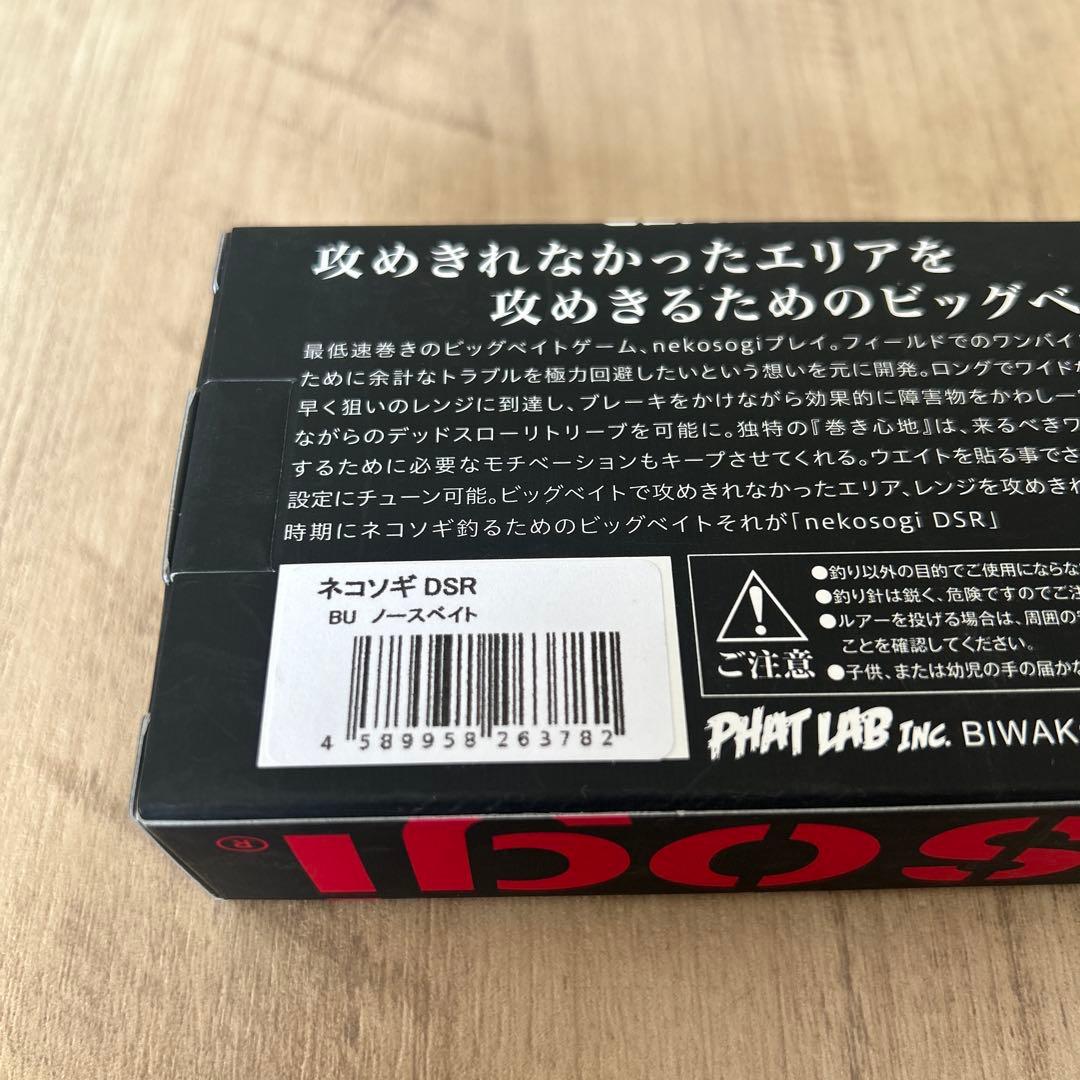 攻めきれなかったエリアを
攻めきるためのビッグベ
最低速巻きのビッグベイトゲーム、nekosogiプレイ。フィールドでのワンバイ
ために余計なトラブルを極力回避したいという想いを元に開発。ロングでワイド
早く狙いのレンジに到達し、ブレーキをかけながら効果的に障害物をかわし一
ながらのデッドスローリトリーブを可能に。独特の『巻き心地』は、来るべきワ
するために必要なモチベーションもキープさせてくれる。ウエイトを貼る事でさ
設定にチューン可能。ビッグベイトで攻めきれなかったエリア、レンジを攻めきれ
時期にネコソギ釣るためのビッグベイトそれが「nekosogi DSR」
ネコソギ DSR
BU ノースベイト
4 589958 263782
ご注意
●釣り以外の目的でご使用にならな
●釣り針は鋭く、危険ですのでご注
●ルアーを投げる場合は、周囲の
ことを確認してください。
●子供、または幼児の手の届かな
PHAT LAB INC. BIWAK
sogi®